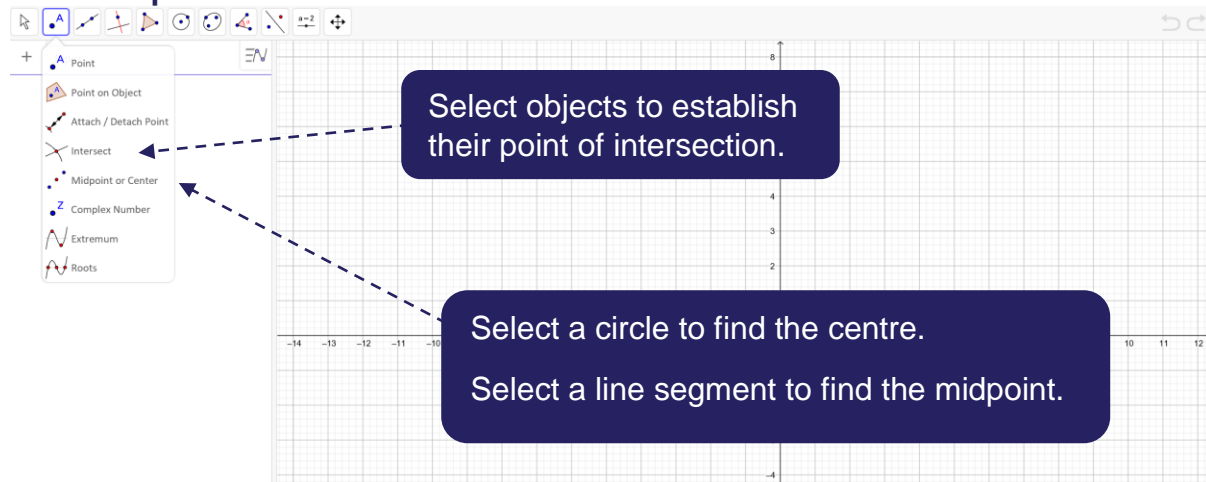 A
a=2
+
A Point
8
Point on Object
Select objects to establish
their point of intersection.
Attach / Detach Point
Intersect
Midpoint or Center
4
Z Complex Number
3
Extremum
2
Roots
Select a circle to find the centre.
-14 -13 -12 -11 -10 10 11 12
Select a line segment to find the midpoint.
-4